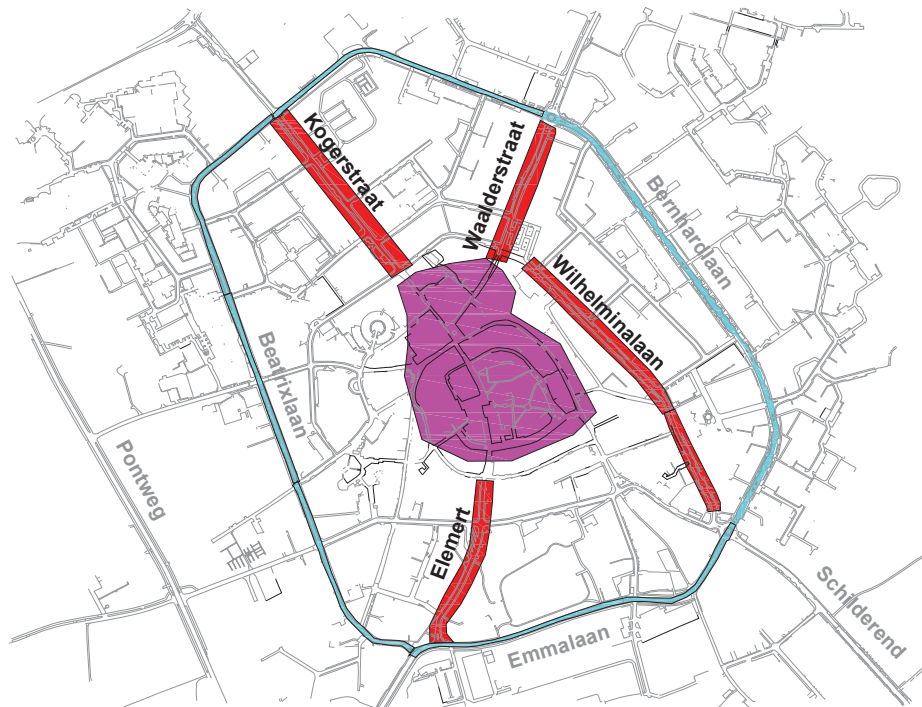 Kogerstraat
Waalderstraat
Bernhardlaan
Wilhelminalaan
Beatrixlaan
Pontweg
Elemert
Schilderend
Emmalaan